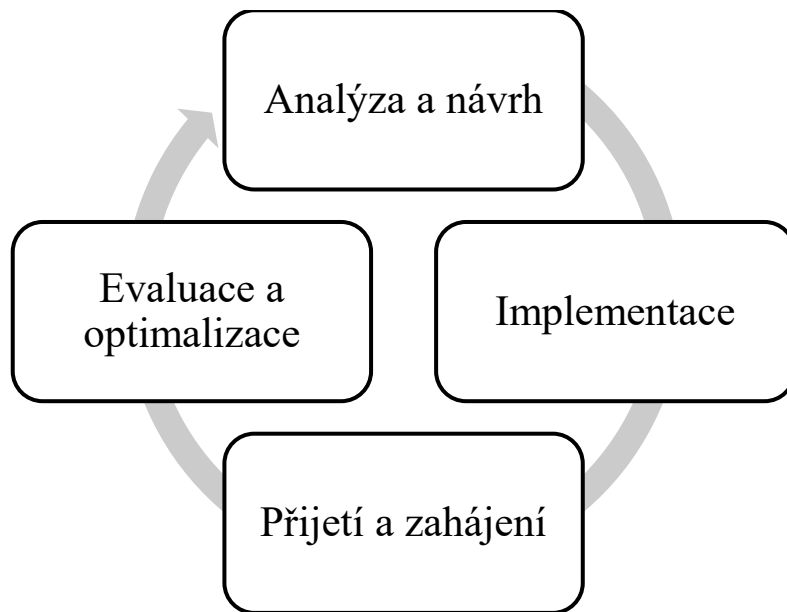 Analýza a návrh
Evaluace a
optimalizace
Implementace
Přijetí a zahájení